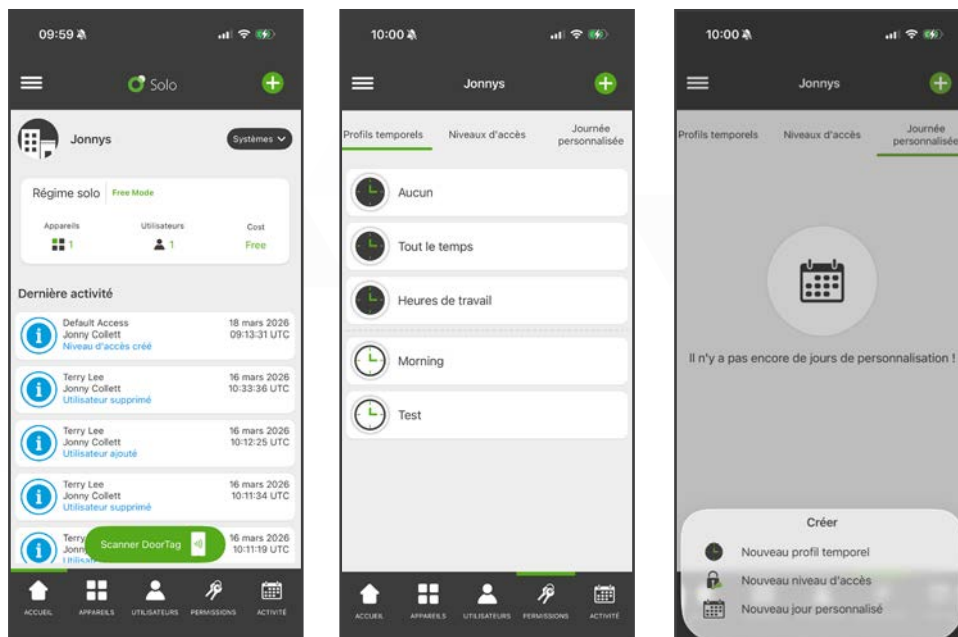 09:59
Solo
Jonnys
Systèmes
Régime solo
Free Mode
Appareils
Utilisateurs
Cost
1
1
Free
Dernière activité
Default Access
18 mars 2026
Jonny Collett
09:13:31 UTC
Niveau d'accès créé
Terry Lee
16 mars 2026
Jonny Collett
10:33:36 UTC
Utilisateur supprimé
Terry Lee
16 mars 2026
Jonny Collett
10:12:25 UTC
Utilisateur ajouté
Terry Lee
16 mars 2026
Jonny Collett
10:11:34 UTC
Utilisateur supprimé
Terry
16 mars 2026
Jonn
10:11:19 UTC
Scanner DoorTag
ACCUEIL
APPAREILS
UTILISATEURS
PERMISSIONS
ACTIVITÉ
10:00
Jonnys
Profils temporels
Niveaux d'accès
Journée
personnalisée
Aucun
Tout le temps
Heures de travail
Morning
Test
ACCUEIL
APPAREILS
UTILISATEURS
PERMISSIONS
ACTIVITÉ
10:00
Jonnys
Profils temporels
Niveaux d'accès
Journée
personnalisée
Il n'y a pas encore de jours de personnalisation !
Créer
Nouveau profil temporel
Nouveau niveau d'accès
Nouveau jour personnalisé